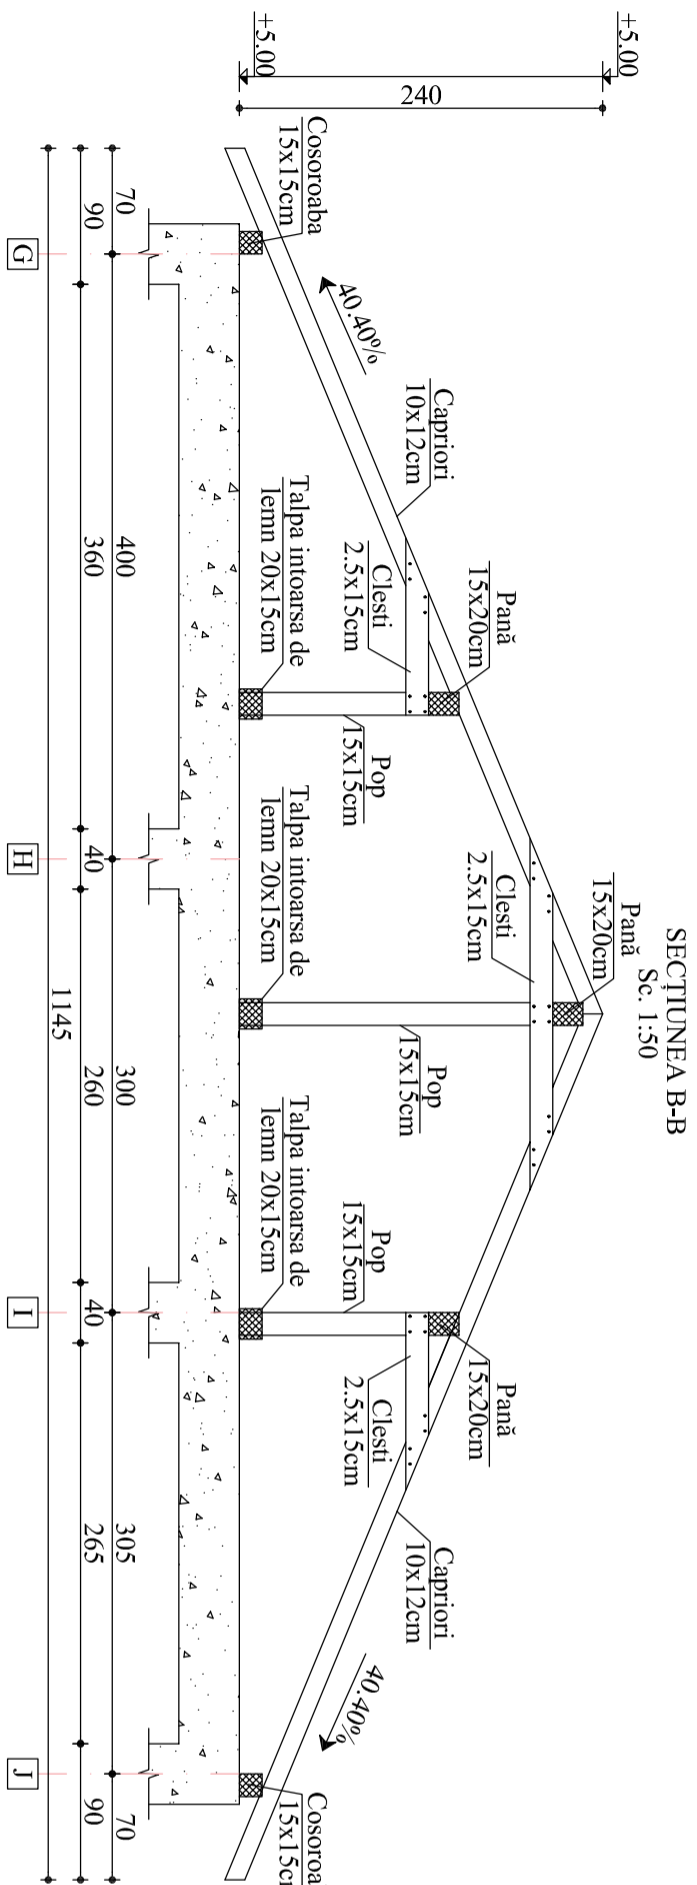 SECȚIUNEA B-B
Sc. 1:50
+5.00
+5.00
240
Pană
15x20cm
Pană
15x20cm
Pană
15x20cm
Capriori
10x12cm
Capriori
10x12cm
Clesti
2.5x15cm
Clesti
2.5x15cm
Clesti
2.5x15cm
40.40%
40.40%
Cosoroaba
15x15cm
Cosoroa
15x15c
Pop
15x15cm
Pop
15x15cm
Pop
15x15cm
Talpa intoarsa de
lemn 20x15cm
Talpa intoarsa de
lemn 20x15cm
Talpa intoarsa de
lemn 20x15cm
70 400 300 305 70
90 360 40 260 40 265 90
1145
G H I J